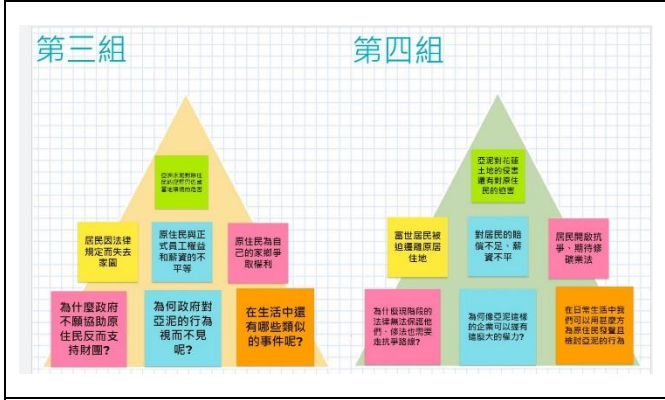 第三組
第四組
居民因法律
規定而失去
家園
原住民與正
式員工權益
和薪資的不
平等
原住民為自
己的家鄉爭
取權利
為什麼政府
不願協助原
住民反而支
持財團?
為何政府對
亞泥的行為
視而不見
呢?
在生活中還
有哪些類似
的事件呢?
亞泥對花蓮
土地的侵害
還有對原住
民的迫害
當世居民被
迫遷離原居
住地
對居民的賠
償不足、薪
資不平
居民開啟抗
爭、期待修
礦業法
為什麼現階段的
法律無法保護他
們、修法也需要
走抗爭路線?
為何像亞泥這樣
的企業可以擁有
這麼大的權力?
在日常生活中我
們可以用甚麼方
為原住民發聲且
檢討亞泥的行為